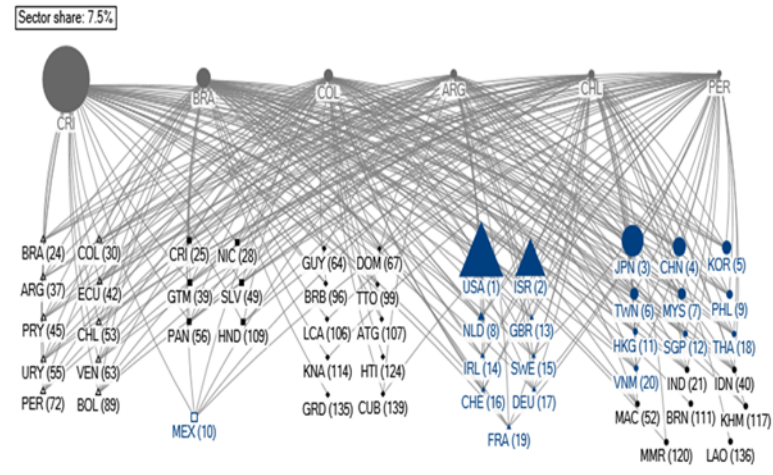 Sector share: 7.5%
CRI
BRA
COL
ARG
CHL
PER
BRA (24)
COL (30)
CRI (25)
NIC (28)
GUY (64)
DOM (67)
USA (1)
ISR (2)
JPN (3)
CHN (4)
KOR (5)
ARG (37)
ECU (42)
GTM (39)
SLV (49)
BRB (96)
TTO (99)
NLD (8)
GBR (13)
TWN (6)
MYS (7)
PHL (9)
PRY (45)
CHL (53)
PAN (56)
HND (109)
LCA (106)
ATG (107)
IRL (14)
SWE (15)
HKG (11)
SGP (12)
THA (18)
URY (55)
VEN (63)
KNA (114)
HTI (124)
CHE (16)
DEU (17)
VNM (20)
IND (21)
IDN (40)
PER (72)
BOL (89)
GRD (135)
CUB (139)
MAC (52)
BRN (111)
KHM (117)
MEX (10)
FRA (19)
MMR (120)
LAO (136)